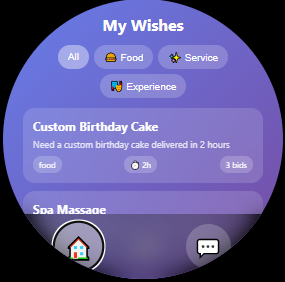 My Wishes
All
🍔 Food
✨ Service
🎭 Experience
Custom Birthday Cake
Need a custom birthday cake delivered in 2 hours
food
⏱ 2h
3 bids
Spa Massage